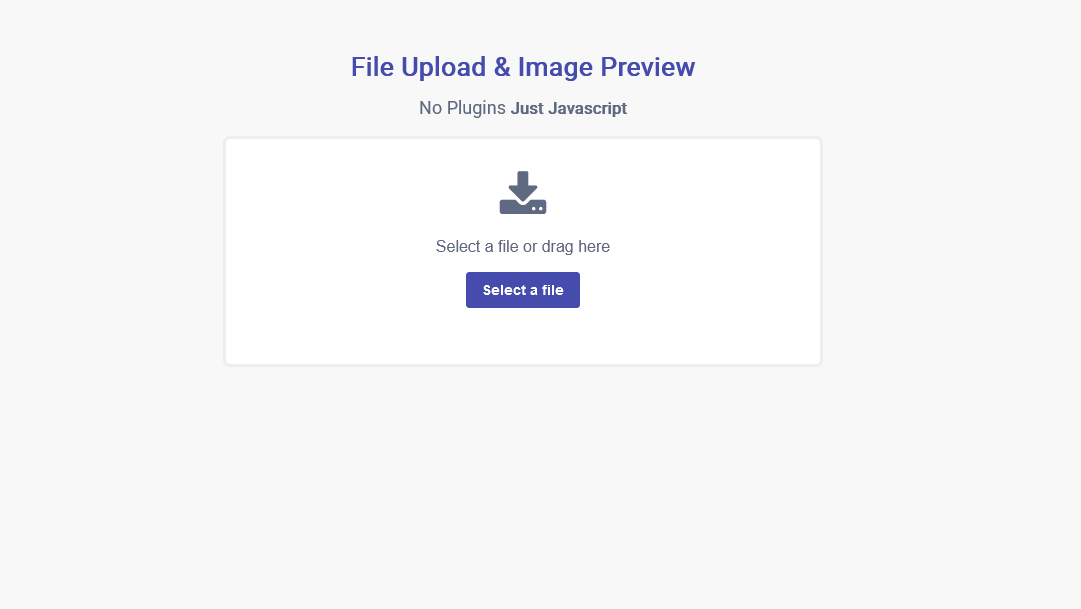 File Upload & Image Preview
No Plugins Just Javascript
Select a file or drag here
Select a file